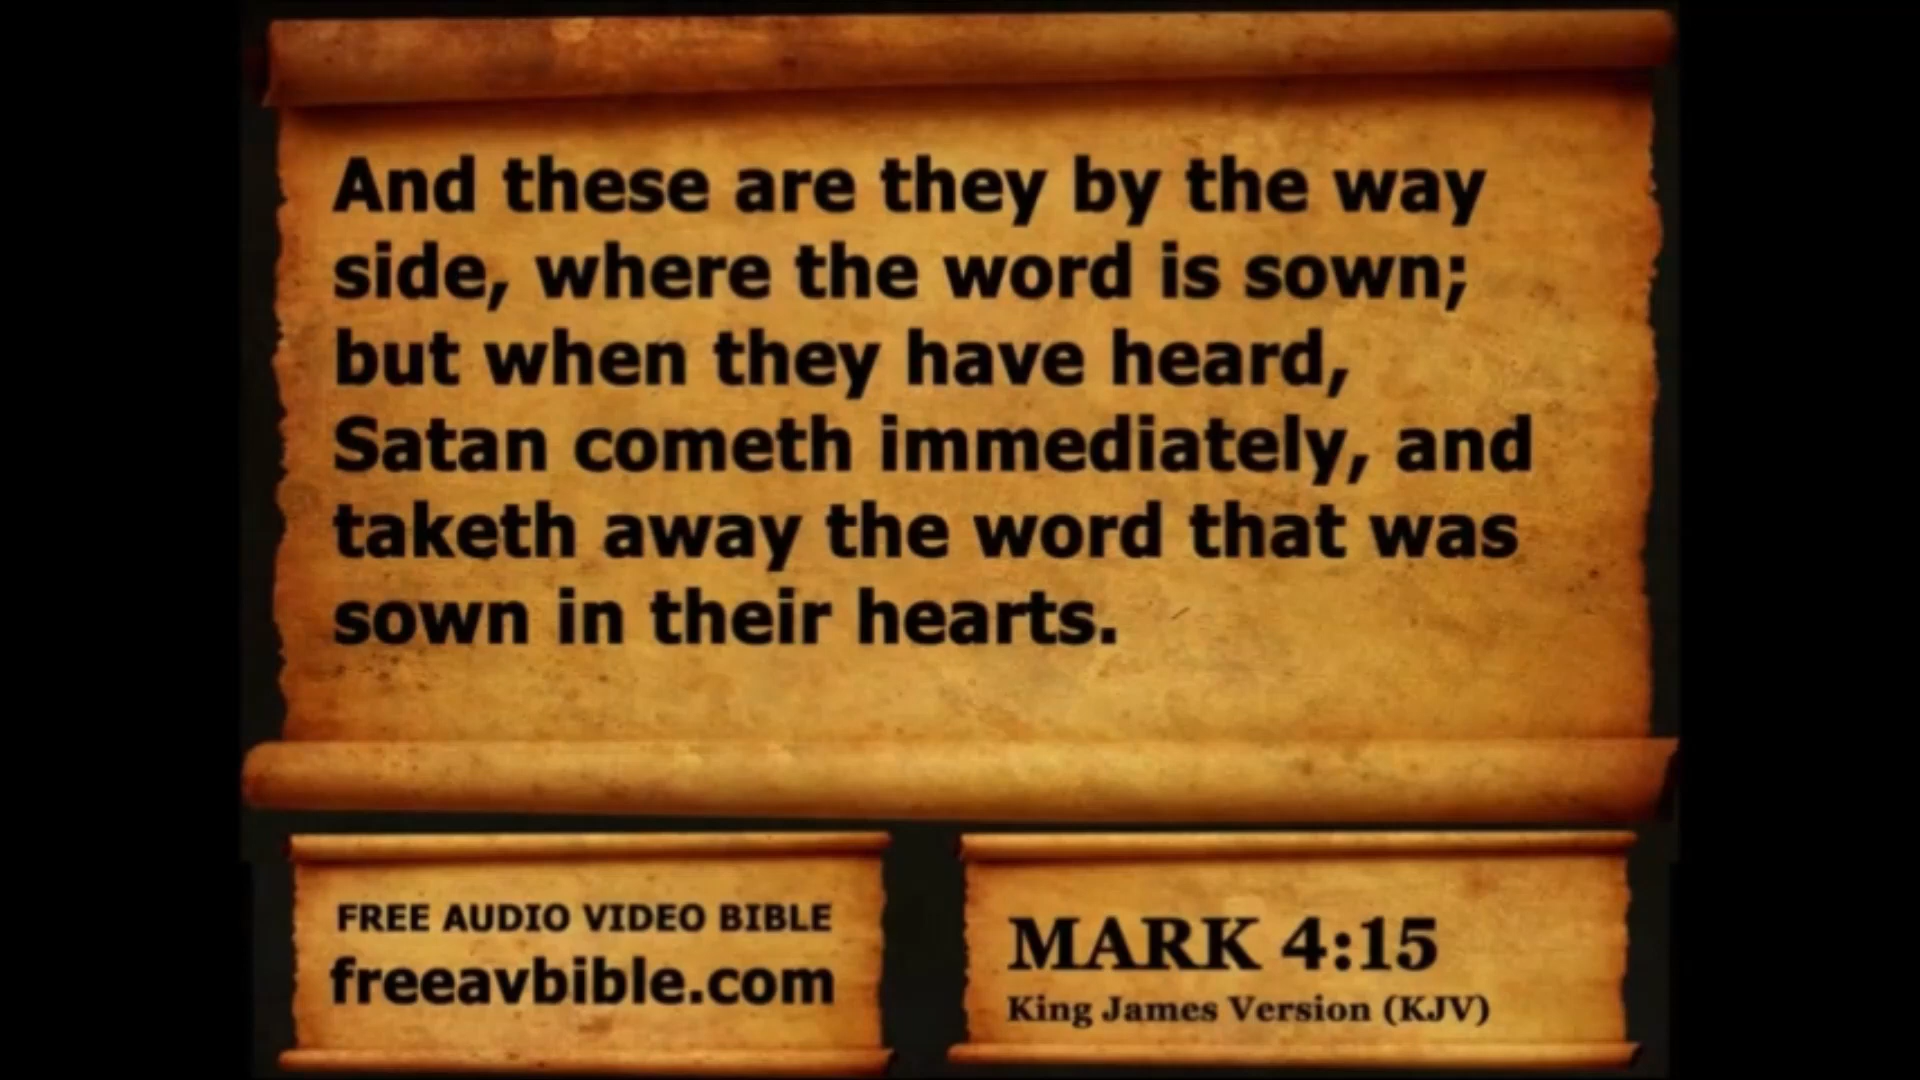 And these are they by the way
side, where the word is sown;
but when they have heard,
Satan cometh immediately, and
taketh away the word that was
sown in their hearts.
FREE AUDIO VIDEO BIBLE
freeavbible.com
MARK 4:15
King James Version (KJV)